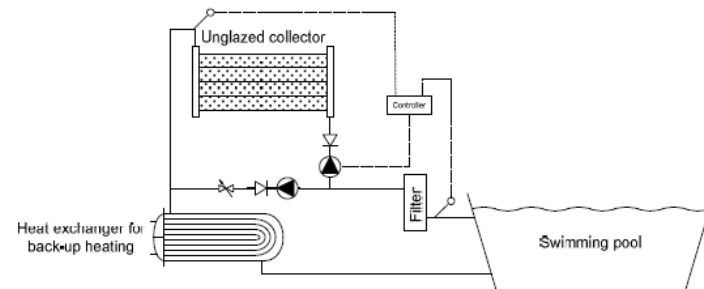 Unglazed collector
Controller
Filter
Heat exchanger for
back-up heating
Swimming pool